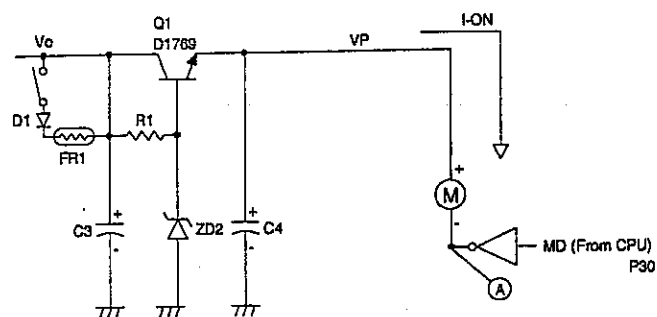 Q1
D1769
Vc
VP
I-ON
D1
R1
FR1
+
M
-
C3
+
-
ZD2
+
C4
-
MD (From CPU)
P30
A